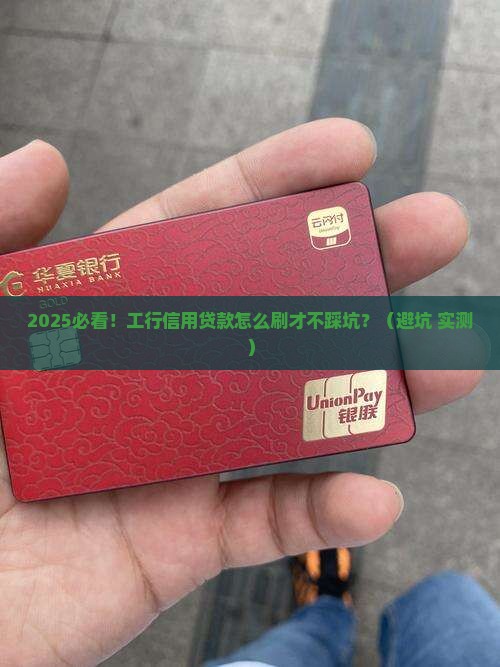 云闪付
UnionPay
华夏银行
HUAXIA BANK
GOLD
2025必看！工行信用贷款怎么刷才不踩坑？（避坑 实测
）
UnionPay
银联